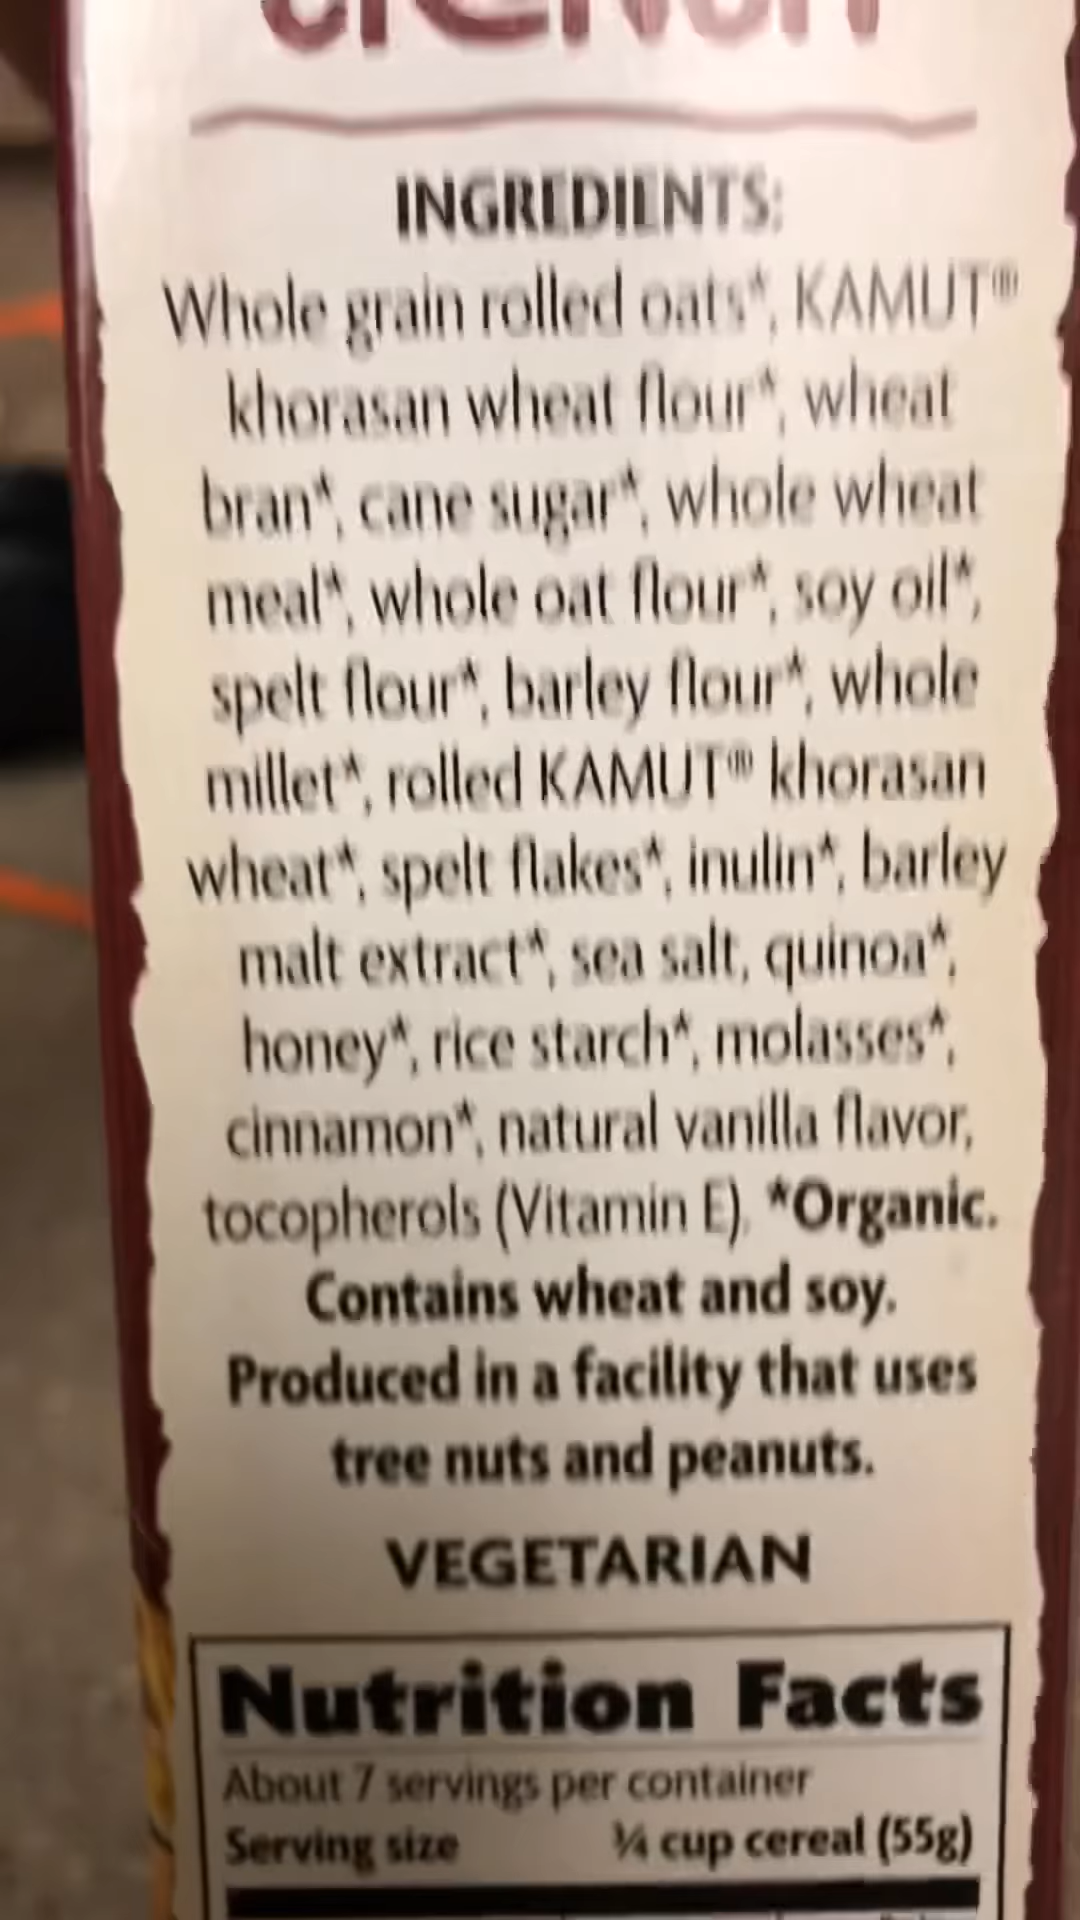 INGREDIENTS:
Whole grain rolled oats*, KAMUT®
khorasan wheat flour*, wheat
bran*, cane sugar*, whole wheat
meal*, whole oat flour*, soy oil*,
spelt flour*, barley flour*, whole
millet*, rolled KAMUT® khorasan
wheat*, spelt flakes*, inulin*, barley
malt extract*, sea salt, quinoa*,
honey*, rice starch*, molasses*,
cinnamon*, natural vanilla flavor,
tocopherols (Vitamin E). *Organic.
Contains wheat and soy.
Produced in a facility that uses
tree nuts and peanuts.
VEGETARIAN
Nutrition Facts
About 7 servings per container
Serving size ¾ cup cereal (55g)